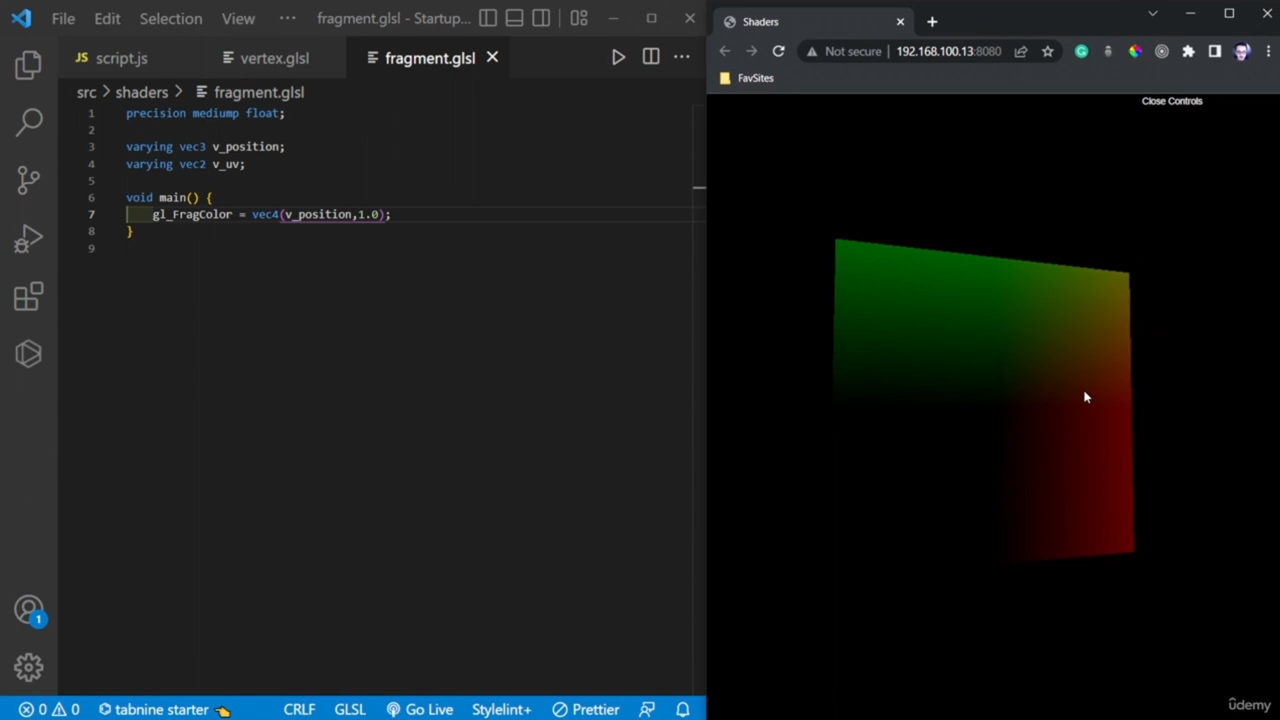 File Edit Selection View ··· fragment.glsl - Startup...
JS script.js vertex.glsl fragment.glsl
src > shaders > fragment.glsl
1 precision mediump float;
2
3 varying vec3 v_position;
4 varying vec2 v_uv;
5
6 void main() {
7 gl_FragColor = vec4(v_position,1.0);
8 }
9
1
0 0 tabnine starter CRLF GLSL Go Live Stylelint+ Prettier
Shaders
Not secure 192.168.100.13:8080
FavSites
Close Controls
ûdemy